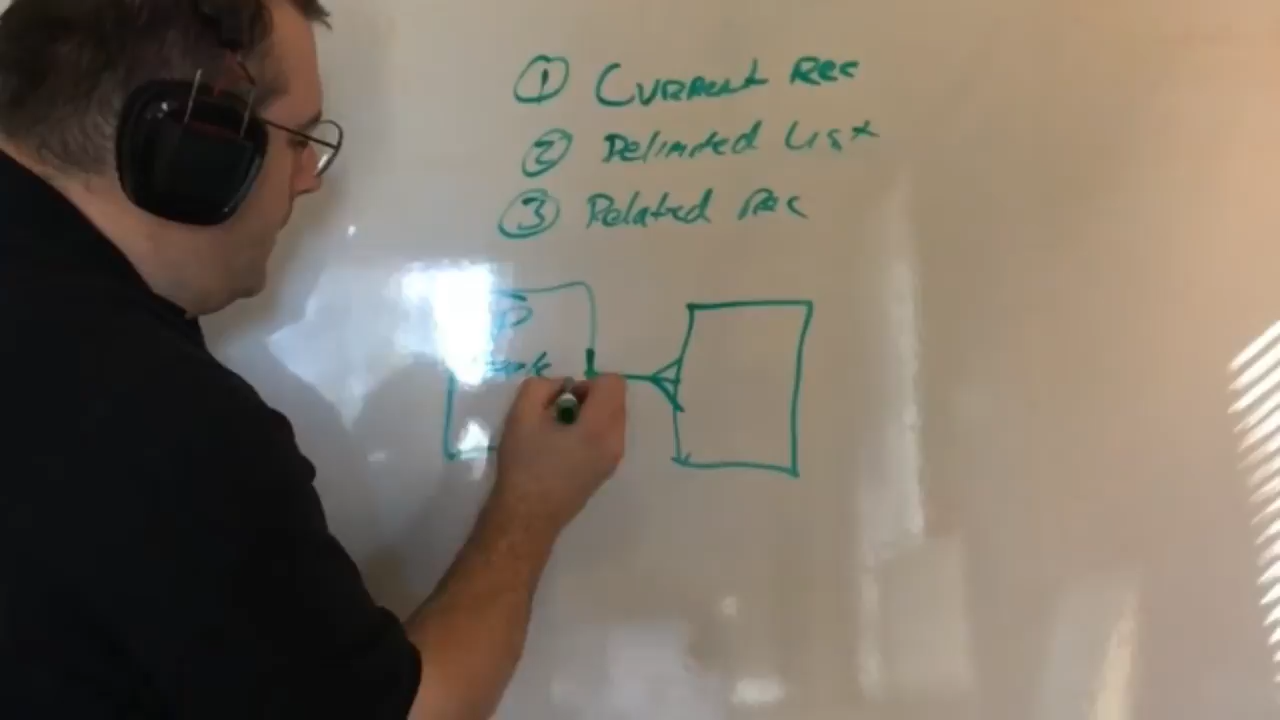 ① Current Rec
② Delimited List
③ Related Rec